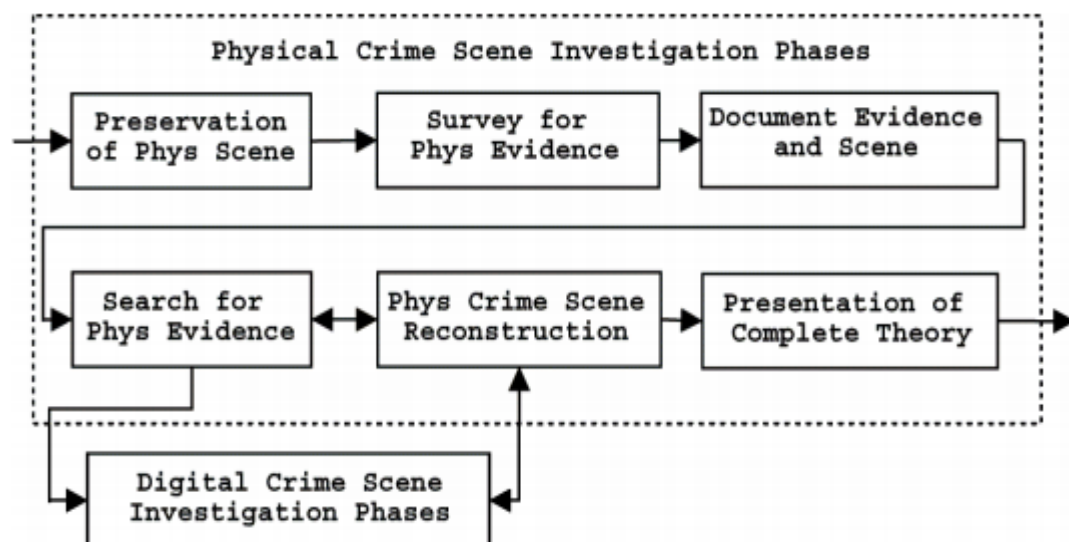 Physical Crime Scene Investigation Phases
Preservation
of Phys Scene
Survey for
Phys Evidence
Document Evidence
and Scene
Search for
Phys Evidence
Phys Crime Scene
Reconstruction
Presentation of
Complete Theory
Digital Crime Scene
Investigation Phases